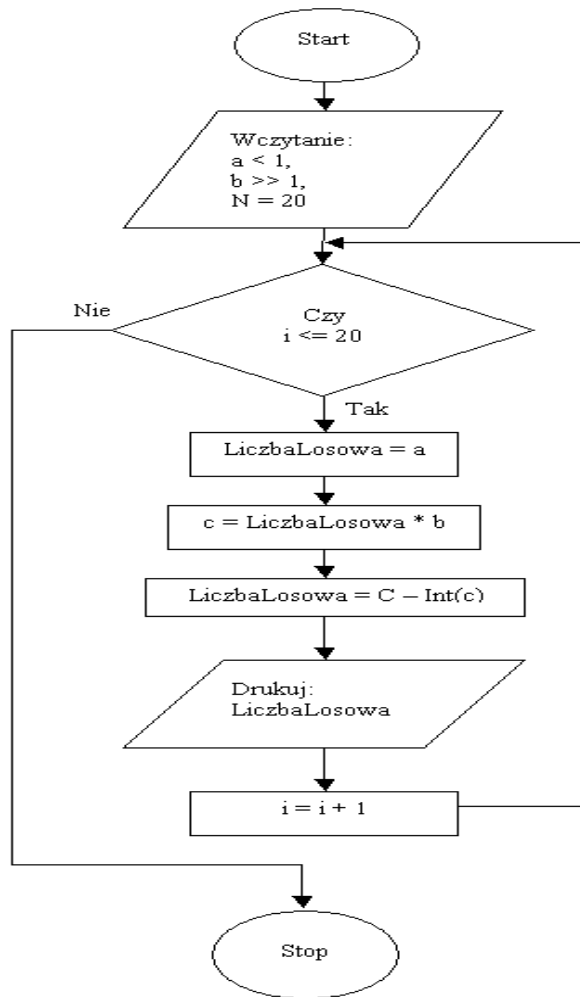 Start
Wczytanie:
a < 1,
b >> 1,
N = 20
Nie
Czy
i <= 20
Tak
LiczbaLosowa = a
c = LiczbaLosowa * b
LiczbaLosowa = C – Int(c)
Drukuj:
LiczbaLosowa
i = i + 1
Stop